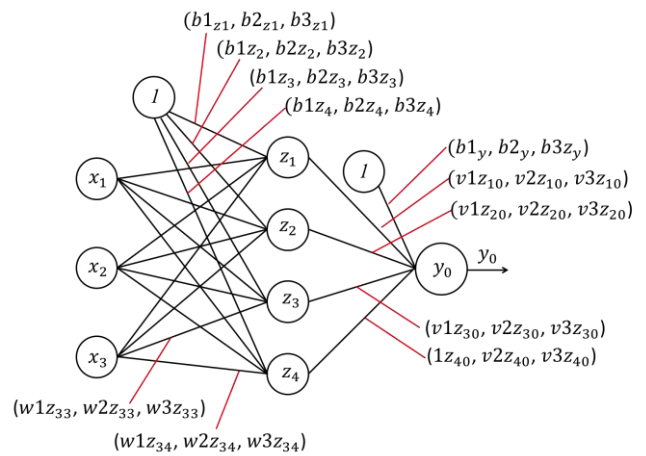 (b1z1, b2z1, b3z1)
(b1z2, b2z2, b3z2)
(b1z3, b2z3, b3z3)
(b1z4, b2z4, b3z4)
1
z1
1
(b1y, b2y, b3zy)
x1
(v1z10, v2z10, v3z10)
(v1z20, v2z20, v3z20)
z2
x2
y0
y0
z3
(v1z30, v2z30, v3z30)
x3
(1z40, v2z40, v3z40)
z4
(w1z33, w2z33, w3z33)
(w1z34, w2z34, w3z34)